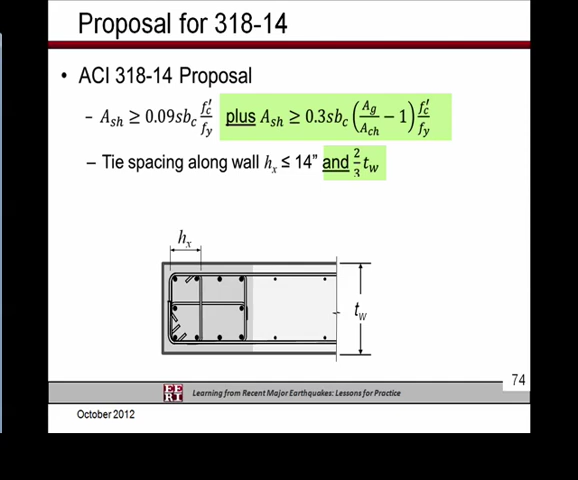 Proposal for 318-14
• ACI 318-14 Proposal
– A_sh ≥ 0.09sb_c f′_c/f_y plus A_sh ≥ 0.3sb_c (A_g/A_ch − 1) f′_c/f_y
– Tie spacing along wall h_x ≤ 14" and 2/3 t_w
h_x
t_w
74
EE
RI
Learning from Recent Major Earthquakes: Lessons for Practice
October 2012